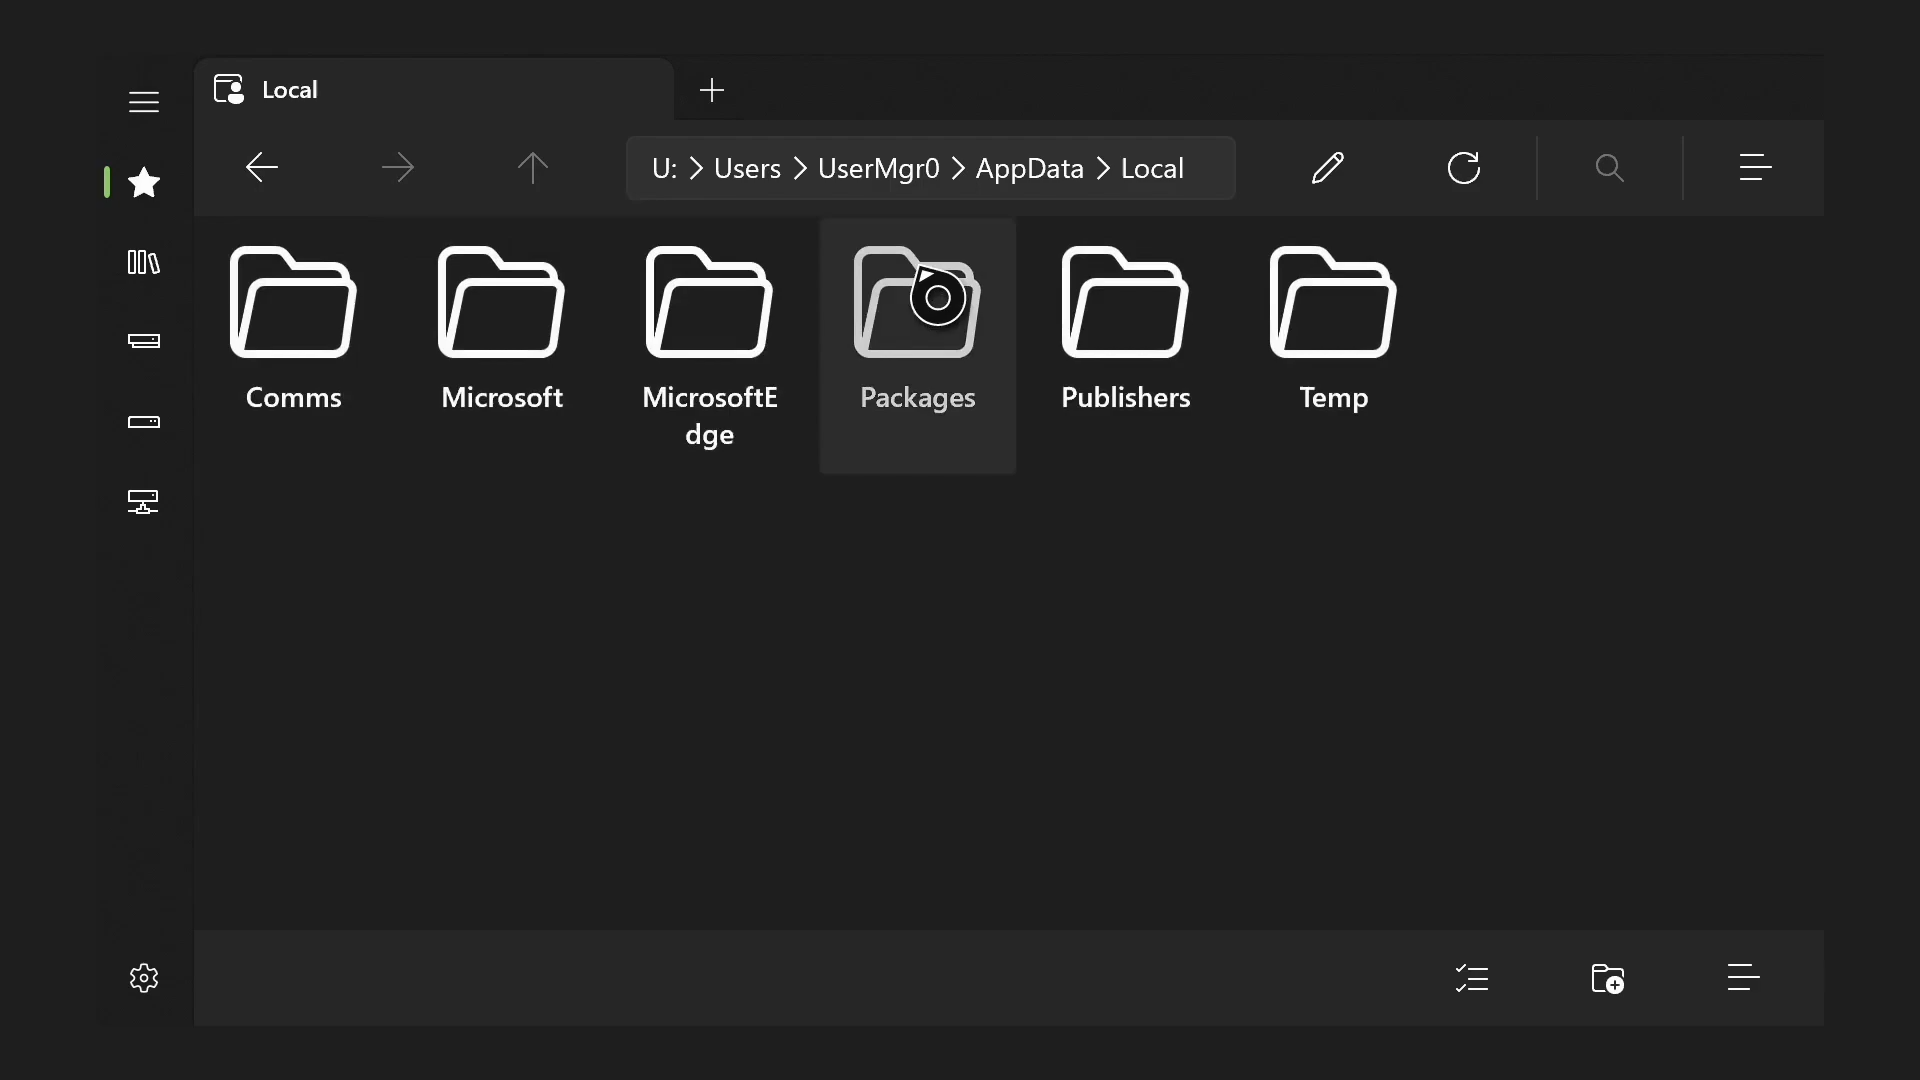 Local
U: > Users > UserMgr0 > AppData > Local
Comms
Microsoft
MicrosoftE
dge
Packages
Publishers
Temp